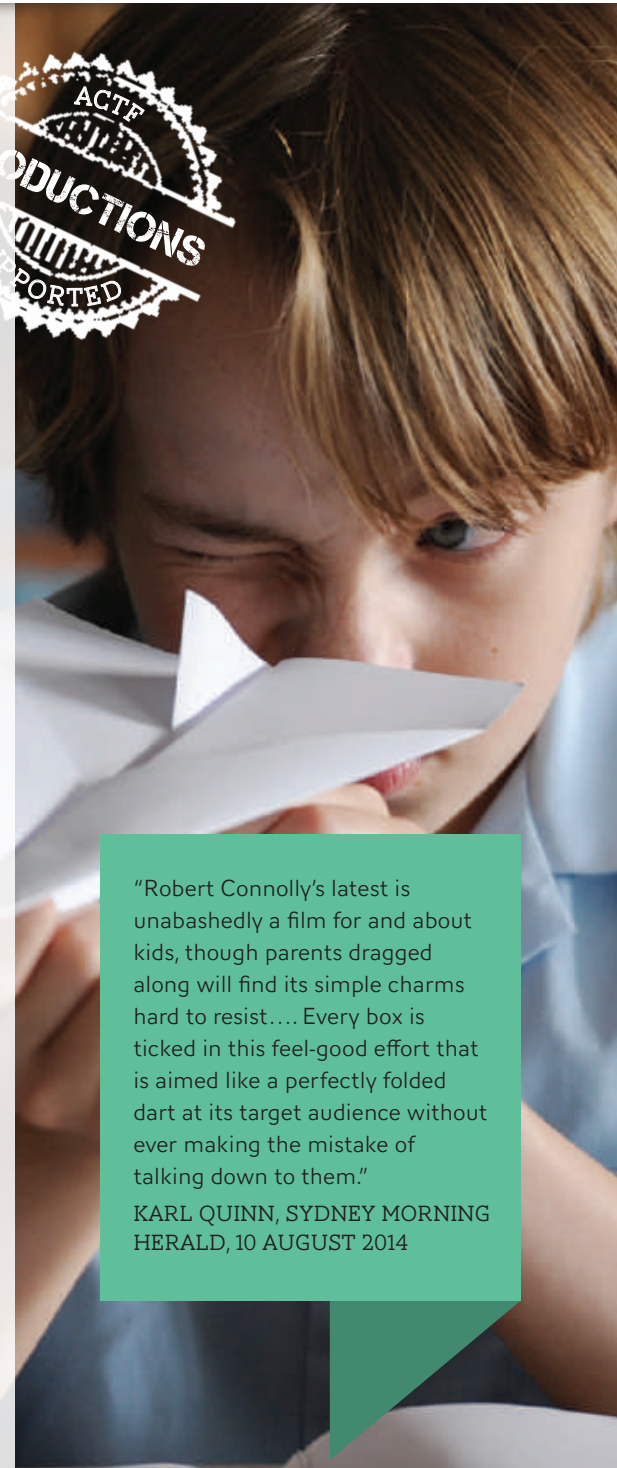 ACTF
ODUCTIONS
PPORTED
“Robert Connolly’s latest is
unabashedly a film for and about
kids, though parents dragged
along will find its simple charms
hard to resist…. Every box is
ticked in this feel-good effort that
is aimed like a perfectly folded
dart at its target audience without
ever making the mistake of
talking down to them.”
KARL QUINN, SYDNEY MORNING
HERALD, 10 AUGUST 2014